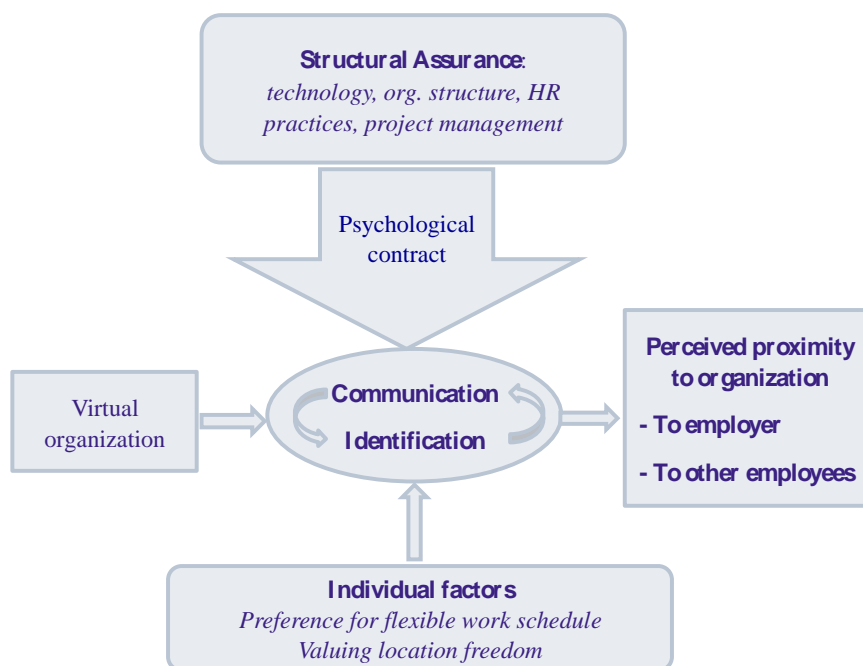 Structural Assurance:
technology, org. structure, HR
practices, project management
Psychological
contract
Virtual
organization
Communication
Identification
Perceived proximity
to organization
- To employer
- To other employees
Individual factors
Preference for flexible work schedule
Valuing location freedom